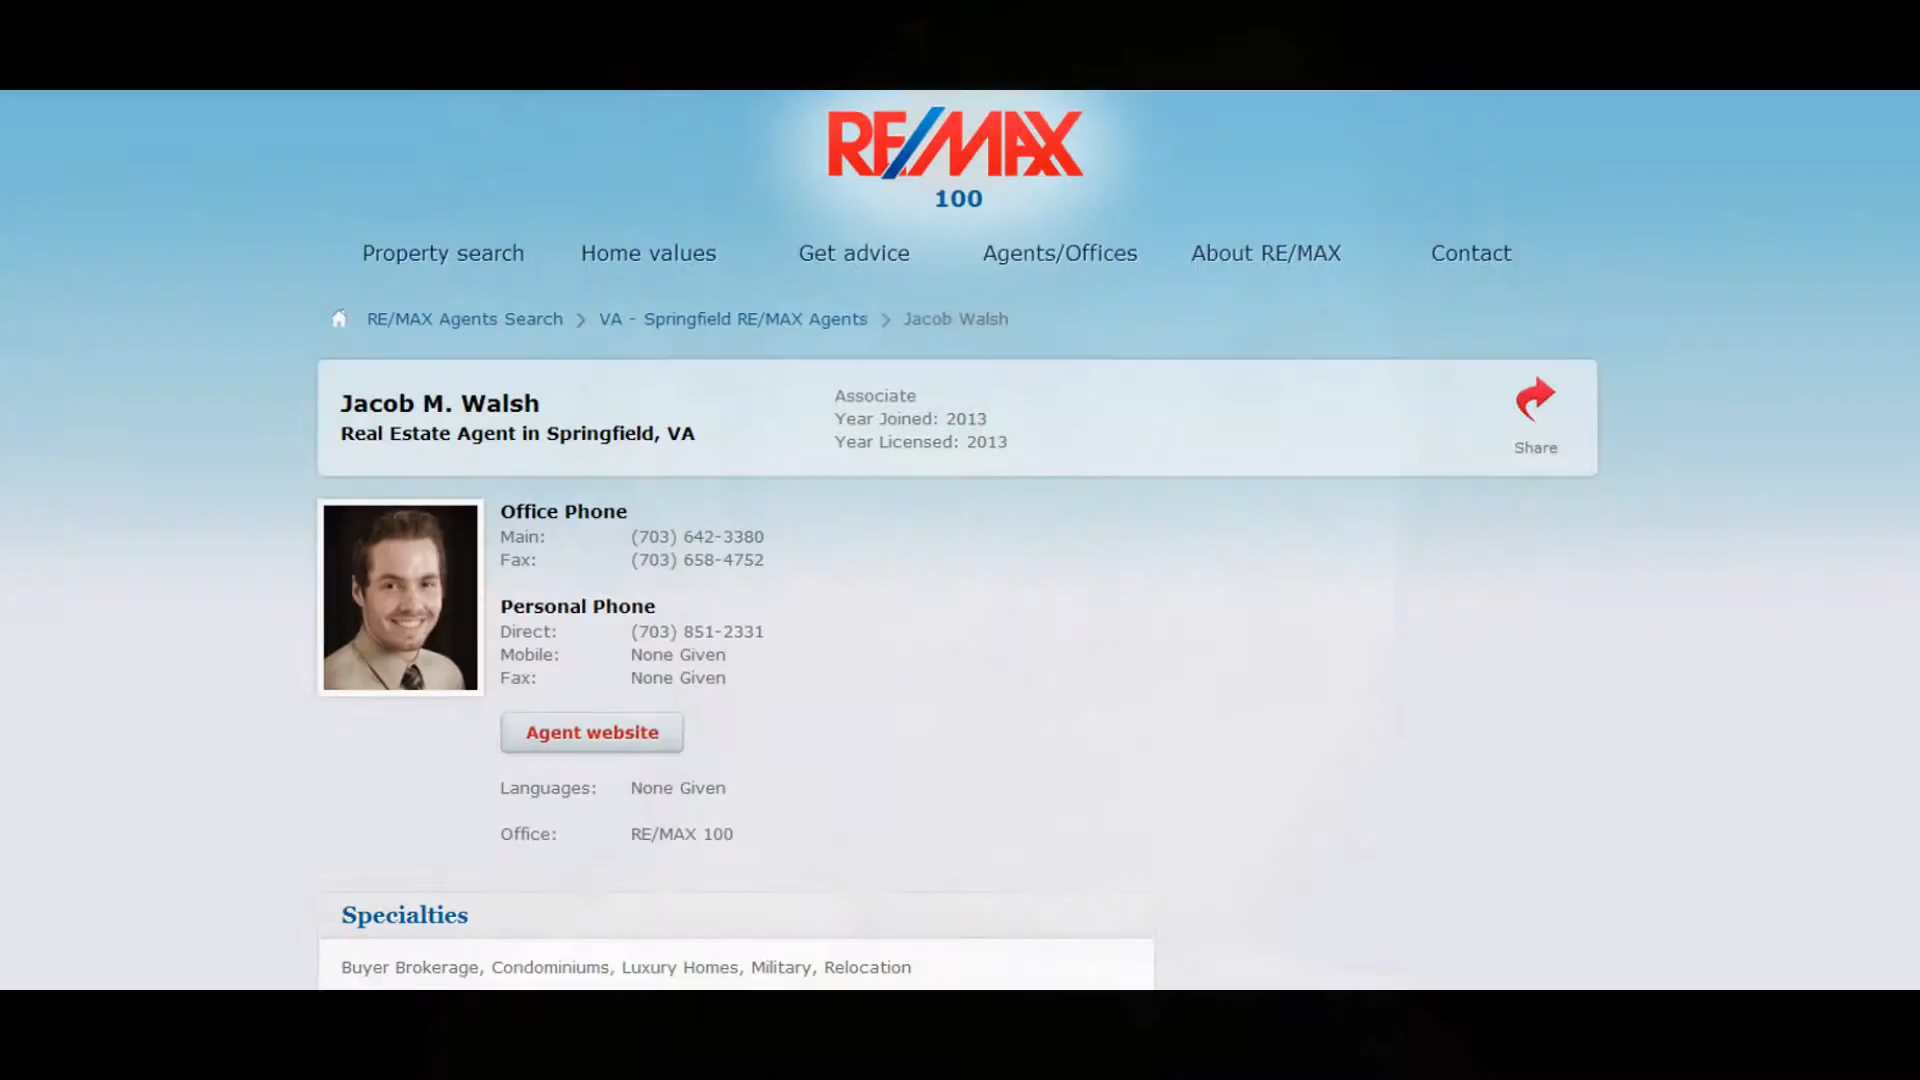 RE/MAX
100
Property search Home values Get advice Agents/Offices About RE/MAX Contact
RE/MAX Agents Search > VA - Springfield RE/MAX Agents > Jacob Walsh
Jacob M. Walsh
Real Estate Agent in Springfield, VA
Associate
Year Joined: 2013
Year Licensed: 2013
Share
Office Phone
Main: (703) 642-3380
Fax: (703) 658-4752
Personal Phone
Direct: (703) 851-2331
Mobile: None Given
Fax: None Given
Agent website
Languages: None Given
Office: RE/MAX 100
Specialties
Buyer Brokerage, Condominiums, Luxury Homes, Military, Relocation